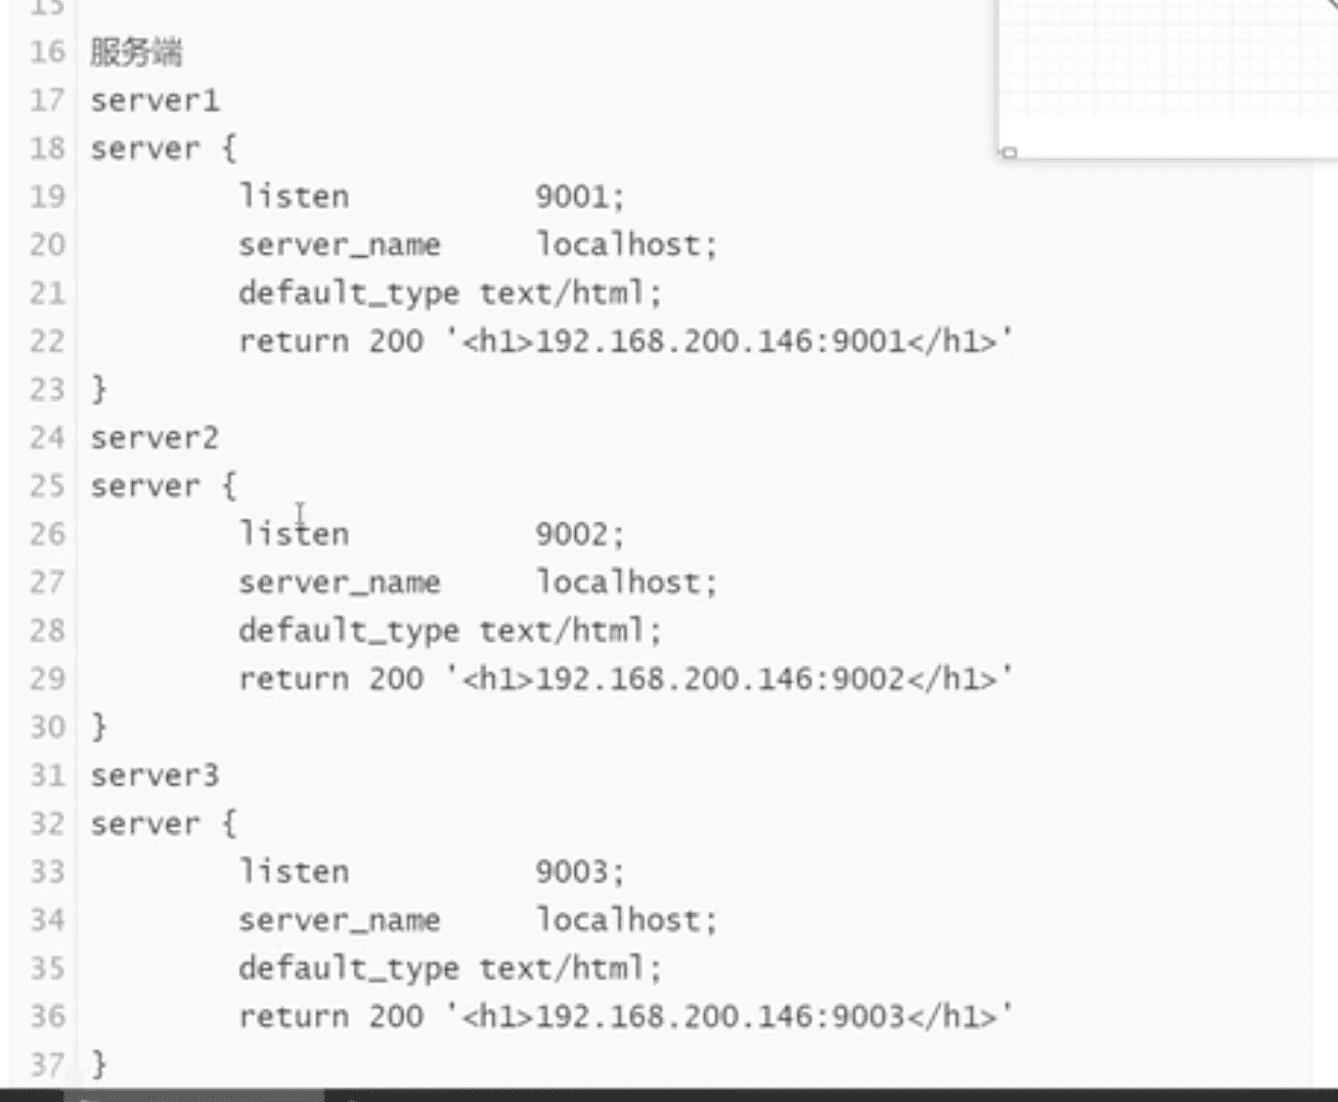 15
16 服务端
17 server1
18 server {
19         listen          9001;
20         server_name     localhost;
21         default_type text/html;
22         return 200 '<h1>192.168.200.146:9001</h1>'
23 }
24 server2
25 server {
26         listen          9002;
27         server_name     localhost;
28         default_type text/html;
29         return 200 '<h1>192.168.200.146:9002</h1>'
30 }
31 server3
32 server {
33         listen          9003;
34         server_name     localhost;
35         default_type text/html;
36         return 200 '<h1>192.168.200.146:9003</h1>'
37 }